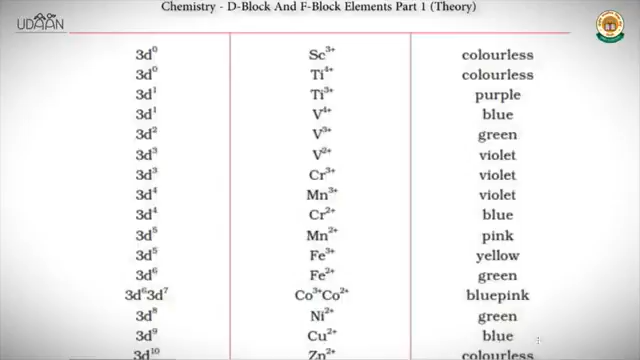 Chemistry - D-Block And F-Block Elements Part 1 (Theory)
UDAAN
3d⁰ Sc³⁺ colourless
3d⁰ Ti⁴⁺ colourless
3d¹ Ti³⁺ purple
3d¹ V⁴⁺ blue
3d² V³⁺ green
3d³ V²⁺ violet
3d³ Cr³⁺ violet
3d⁴ Mn³⁺ violet
3d⁴ Cr²⁺ blue
3d⁵ Mn²⁺ pink
3d⁵ Fe³⁺ yellow
3d⁶ Fe²⁺ green
3d⁶3d⁷ Co³⁺Co²⁺ bluepink
3d⁸ Ni²⁺ green
3d⁹ Cu²⁺ blue
3d¹⁰ Zn²⁺ colourless